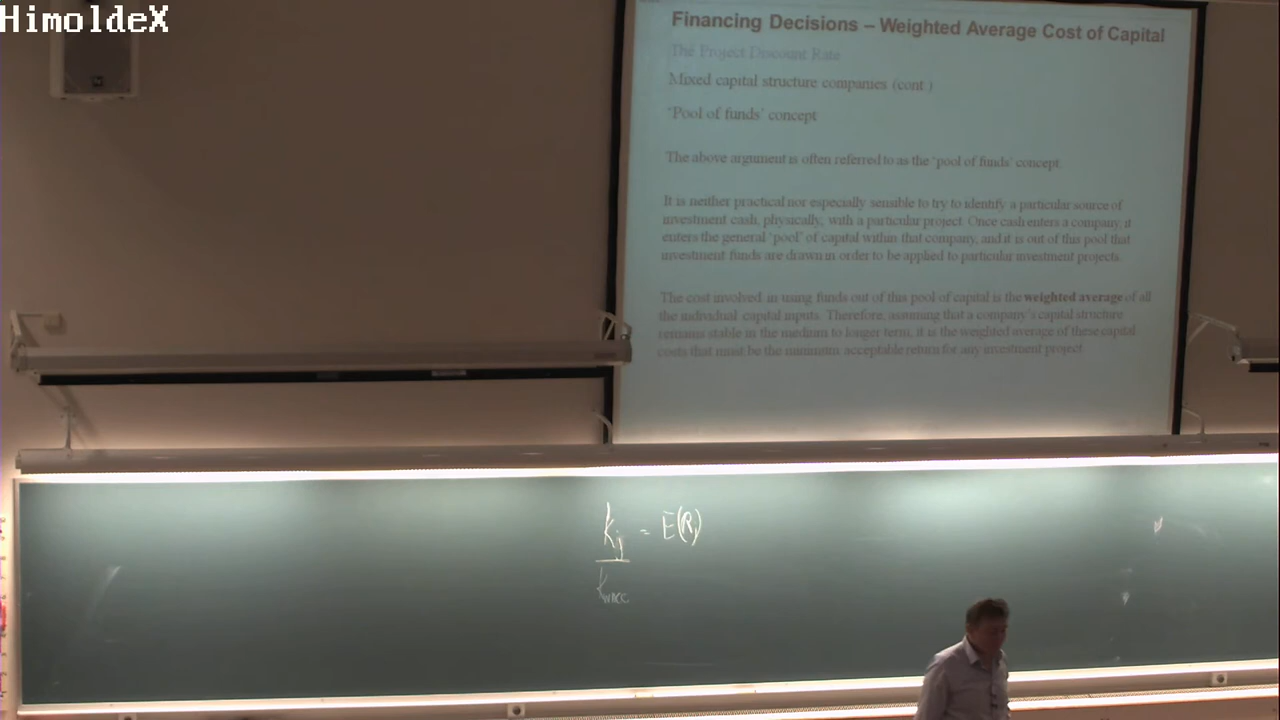 HimoldeX
Financing Decisions – Weighted Average Cost of Capital
The Project Discount Rate
Mixed capital structure companies (cont.)
‘Pool of funds’ concept
The above argument is often referred to as the ‘pool of funds’ concept
It is neither practical nor especially sensible to try to identify a particular source of
investment cash, physically, with a particular project. Once cash enters a company, it
enters the general ‘pool’ of capital within that company, and it is out of this pool that
investment funds are drawn in order to be applied to particular investment projects.
The cost involved in using funds out of this pool of capital is the weighted average of all
the individual capital inputs. Therefore, assuming that a company's capital structure
remains stable in the medium to longer term, it is the weighted average of these capital
costs that must be the minimum acceptable return for any investment project
kj = E(Rj)
kwacc